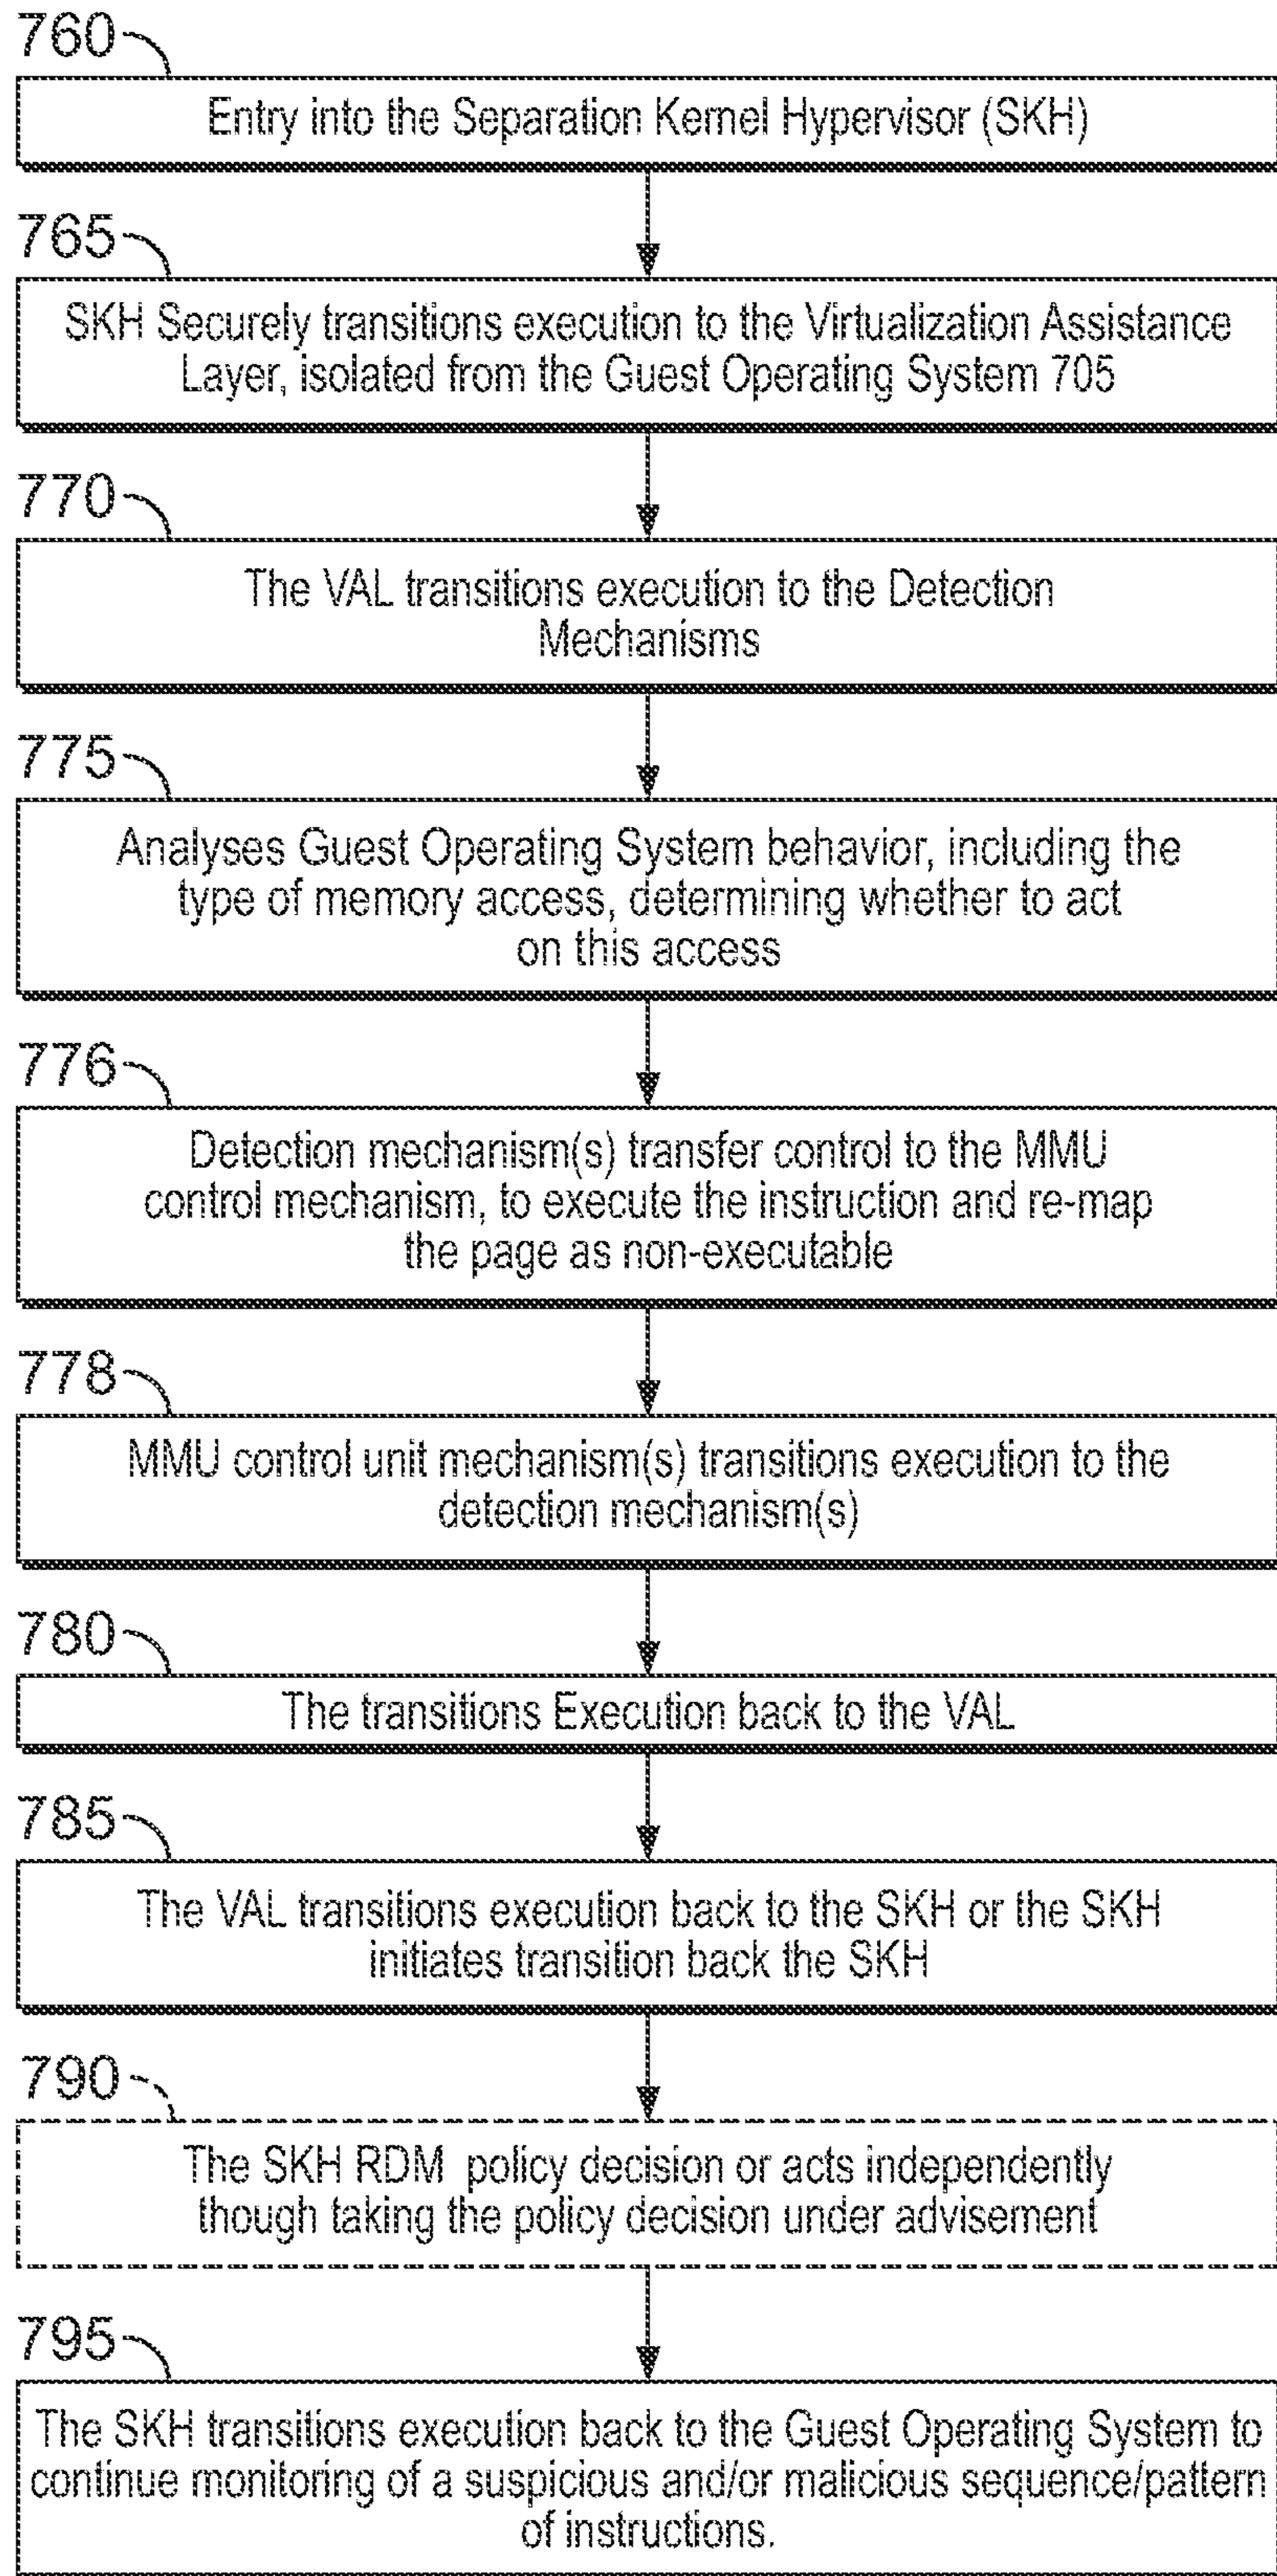 760
Entry into the Separation Kernel Hypervisor (SKH)
765
SKH Securely transitions execution to the Virtualization Assistance
Layer, isolated from the Guest Operating System 705
770
The VAL transitions execution to the Detection
Mechanisms
775
Analyses Guest Operating System behavior, including the
type of memory access, determining whether to act
on this access
776
Detection mechanism(s) transfer control to the MMU
control mechanism, to execute the instruction and re-map
the page as non-executable
778
MMU control unit mechanism(s) transitions execution to the
detection mechanism(s)
780
The transitions Execution back to the VAL
785
The VAL transitions execution back to the SKH or the SKH
initiates transition back the SKH
790
The SKH RDM policy decision or acts independently
though taking the policy decision under advisement
795
The SKH transitions execution back to the Guest Operating System to
continue monitoring of a suspicious and/or malicious sequence/pattern
of instructions.